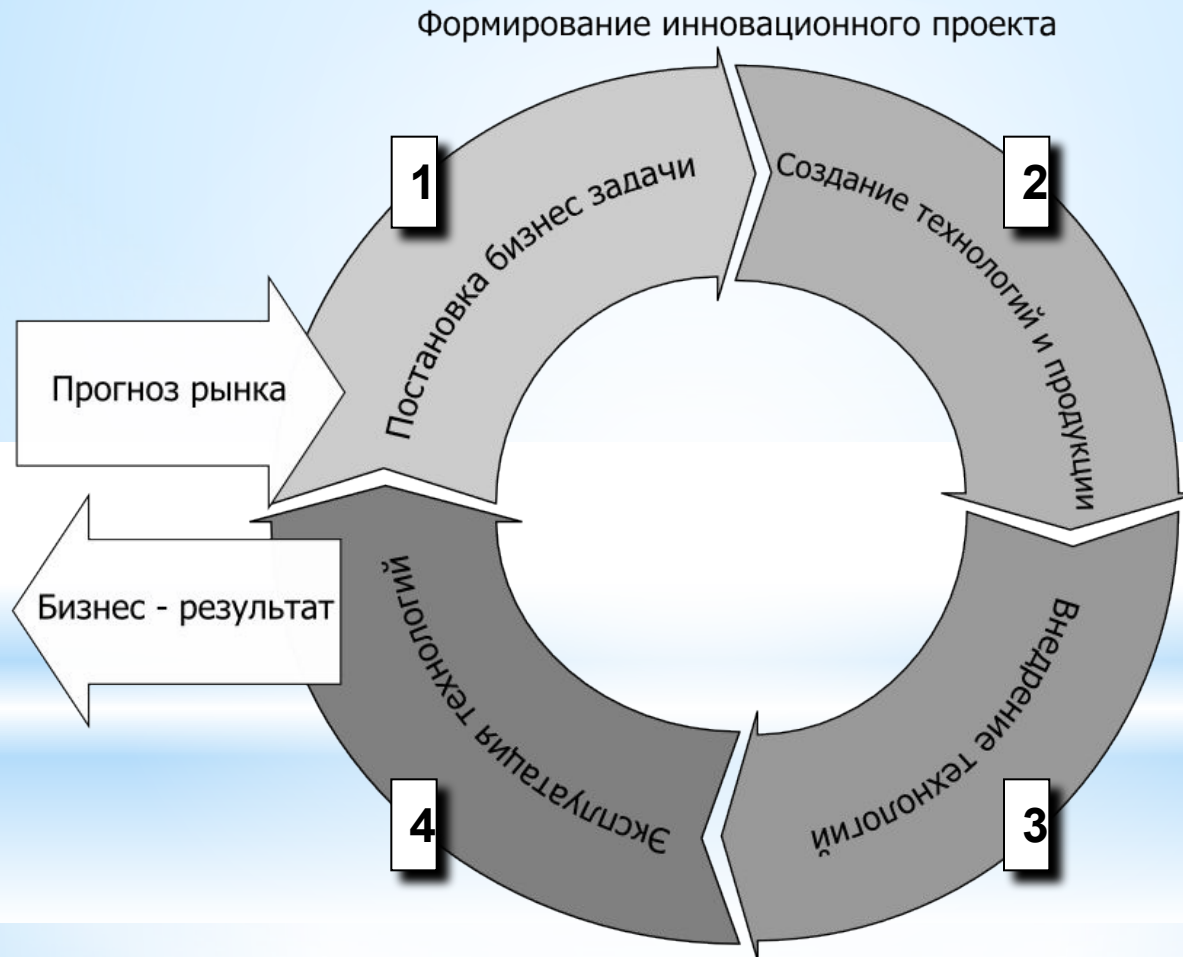 Формирование инновационного проекта
1
Постановка бизнес задачи
2
Создание технологий и продукции
Прогноз рынка
Бизнес - результат
3
Внедрение технологий
4
Эксплуатация технологий